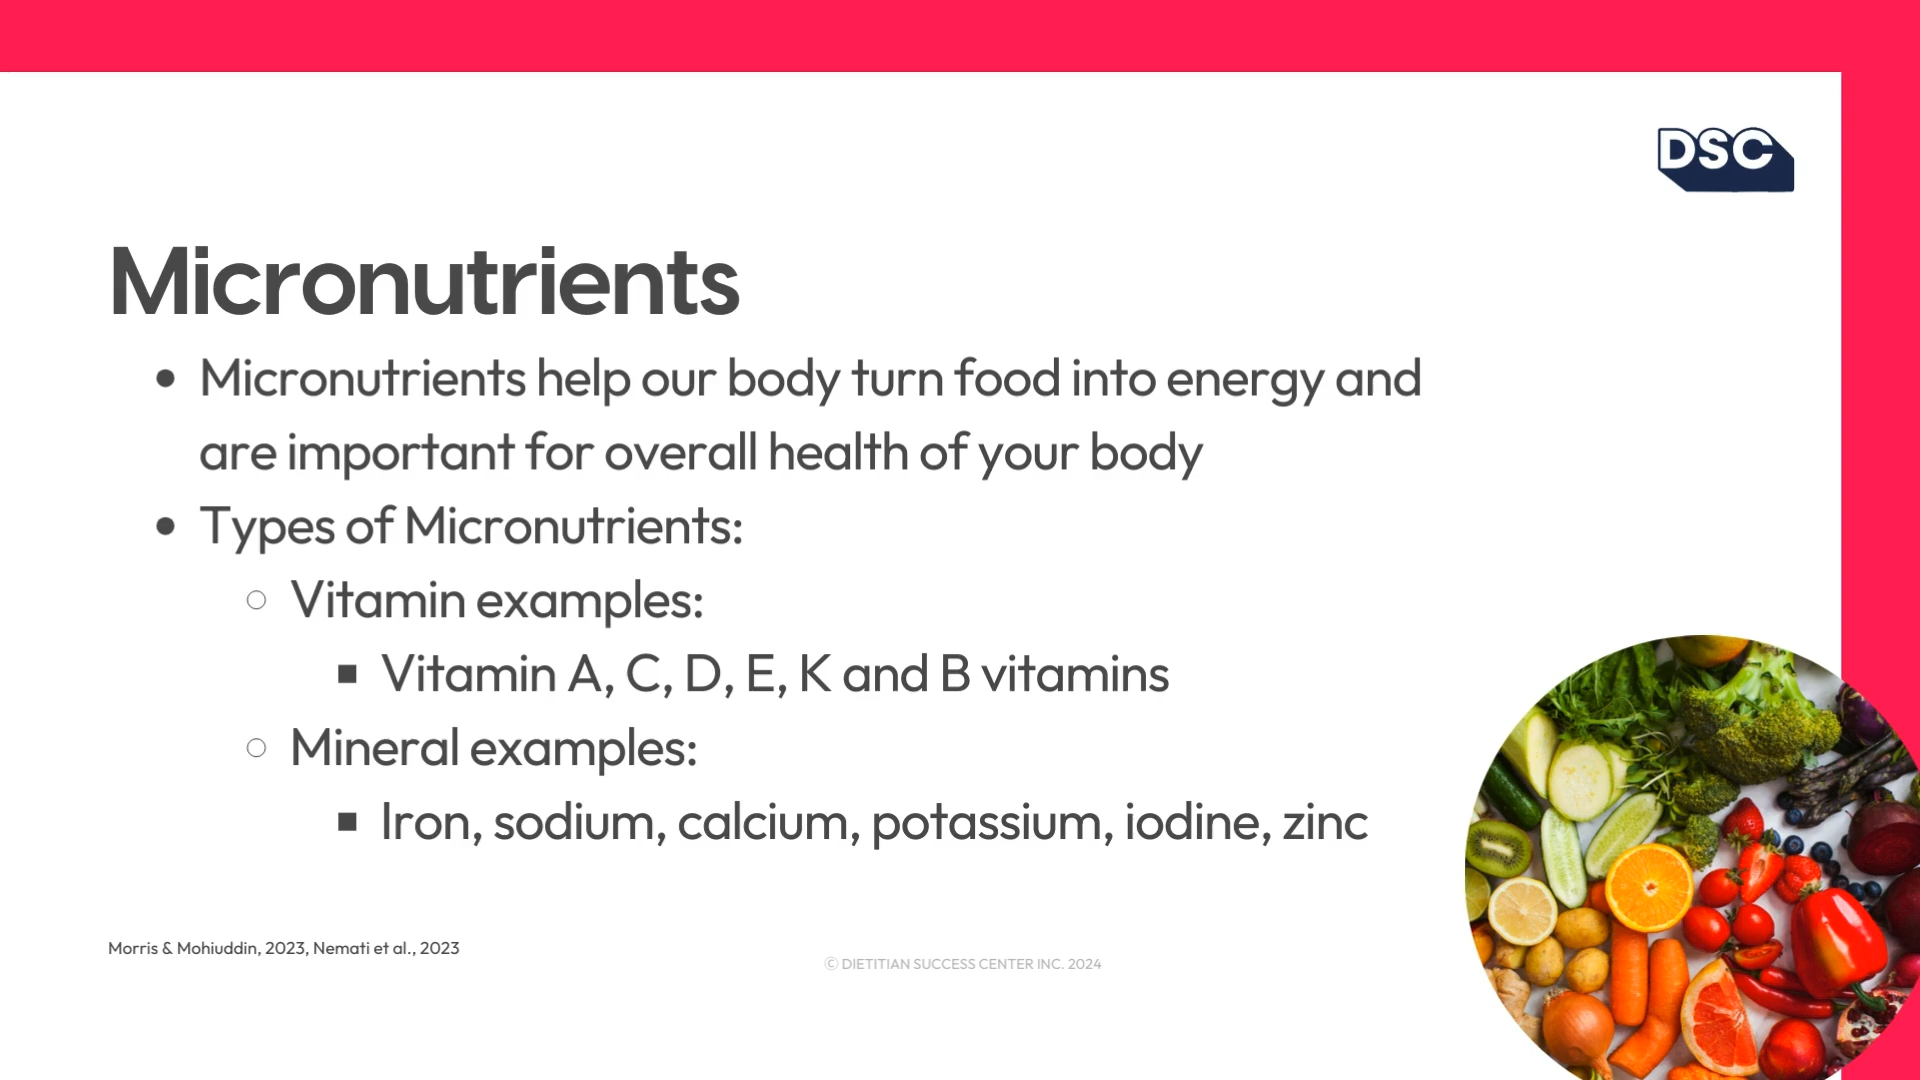 DSC
Micronutrients
• Micronutrients help our body turn food into energy and
are important for overall health of your body
• Types of Micronutrients:
○ Vitamin examples:
■ Vitamin A, C, D, E, K and B vitamins
○ Mineral examples:
■ Iron, sodium, calcium, potassium, iodine, zinc
Morris & Mohiuddin, 2023, Nemati et al., 2023
© DIETITIAN SUCCESS CENTER INC. 2024